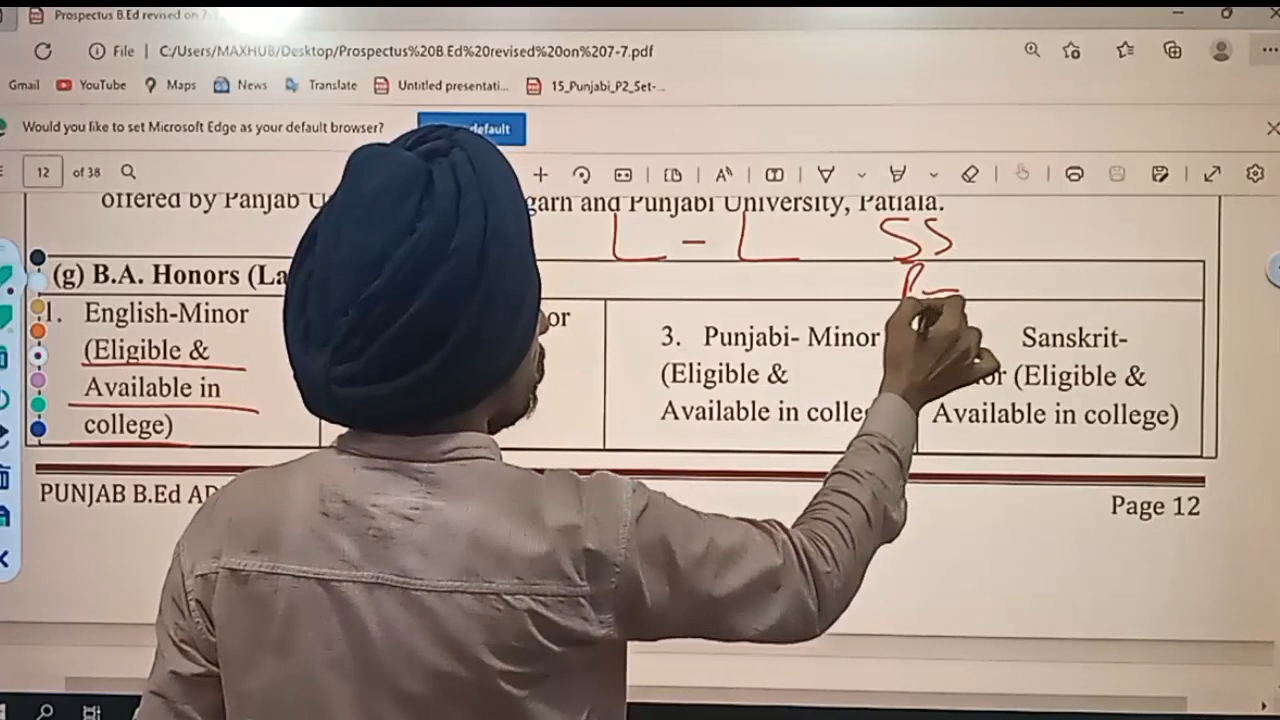 Prospectus B.Ed revised on 7-
File | C:/Users/MAXHUB/Desktop/Prospectus%20B.Ed%20revised%20on%207-7.pdf
Gmail YouTube Maps News Translate Untitled presentati... 15_Punjabi_P2_Set-...
Would you like to set Microsoft Edge as your default browser? default
12 of 38
offered by Panjab garh and Punjabi University, Patiala.
L - L SS
(g) B.A. Honors (La
1. English-Minor
(Eligible &
Available in
college)
or
3. Punjabi- Minor
(Eligible &
Available in colle
Sanskrit-
or (Eligible &
Available in college)
PUNJAB B.Ed AD
Page 12